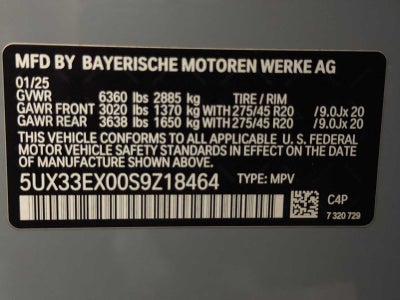 MFD BY BAYERISCHE MOTOREN WERKE AG
01/25
GVWR 6360 lbs 2885 kg TIRE / RIM
GAWR FRONT 3020 lbs 1370 kg WITH 275/45 R20 /9.0Jx 20
GAWR REAR 3638 lbs 1650 kg WITH 275/45 R20 /9.0Jx 20
THIS VEHICLE CONFORMS TO ALL APPLICABLE U.S. FEDERAL
MOTOR VEHICLE SAFETY STANDARDS IN EFFECT ON THE
DATE OF MANUFACTURE SHOWN ABOVE.
5UX33EX00S9Z18464 TYPE: MPV
C4P
7 320 729